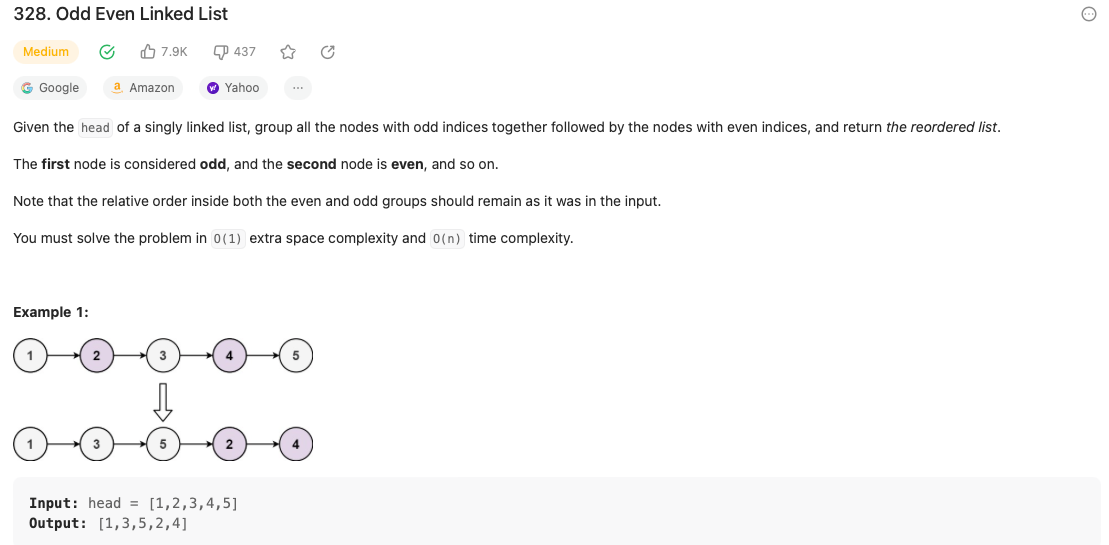 328. Odd Even Linked List
Medium 7.9K 437
Google Amazon Yahoo ...
Given the head of a singly linked list, group all the nodes with odd indices together followed by the nodes with even indices, and return the reordered list.
The first node is considered odd, and the second node is even, and so on.
Note that the relative order inside both the even and odd groups should remain as it was in the input.
You must solve the problem in O(1) extra space complexity and O(n) time complexity.
Example 1:
1 2 3 4 5
1 3 5 2 4
Input: head = [1,2,3,4,5]
Output: [1,3,5,2,4]